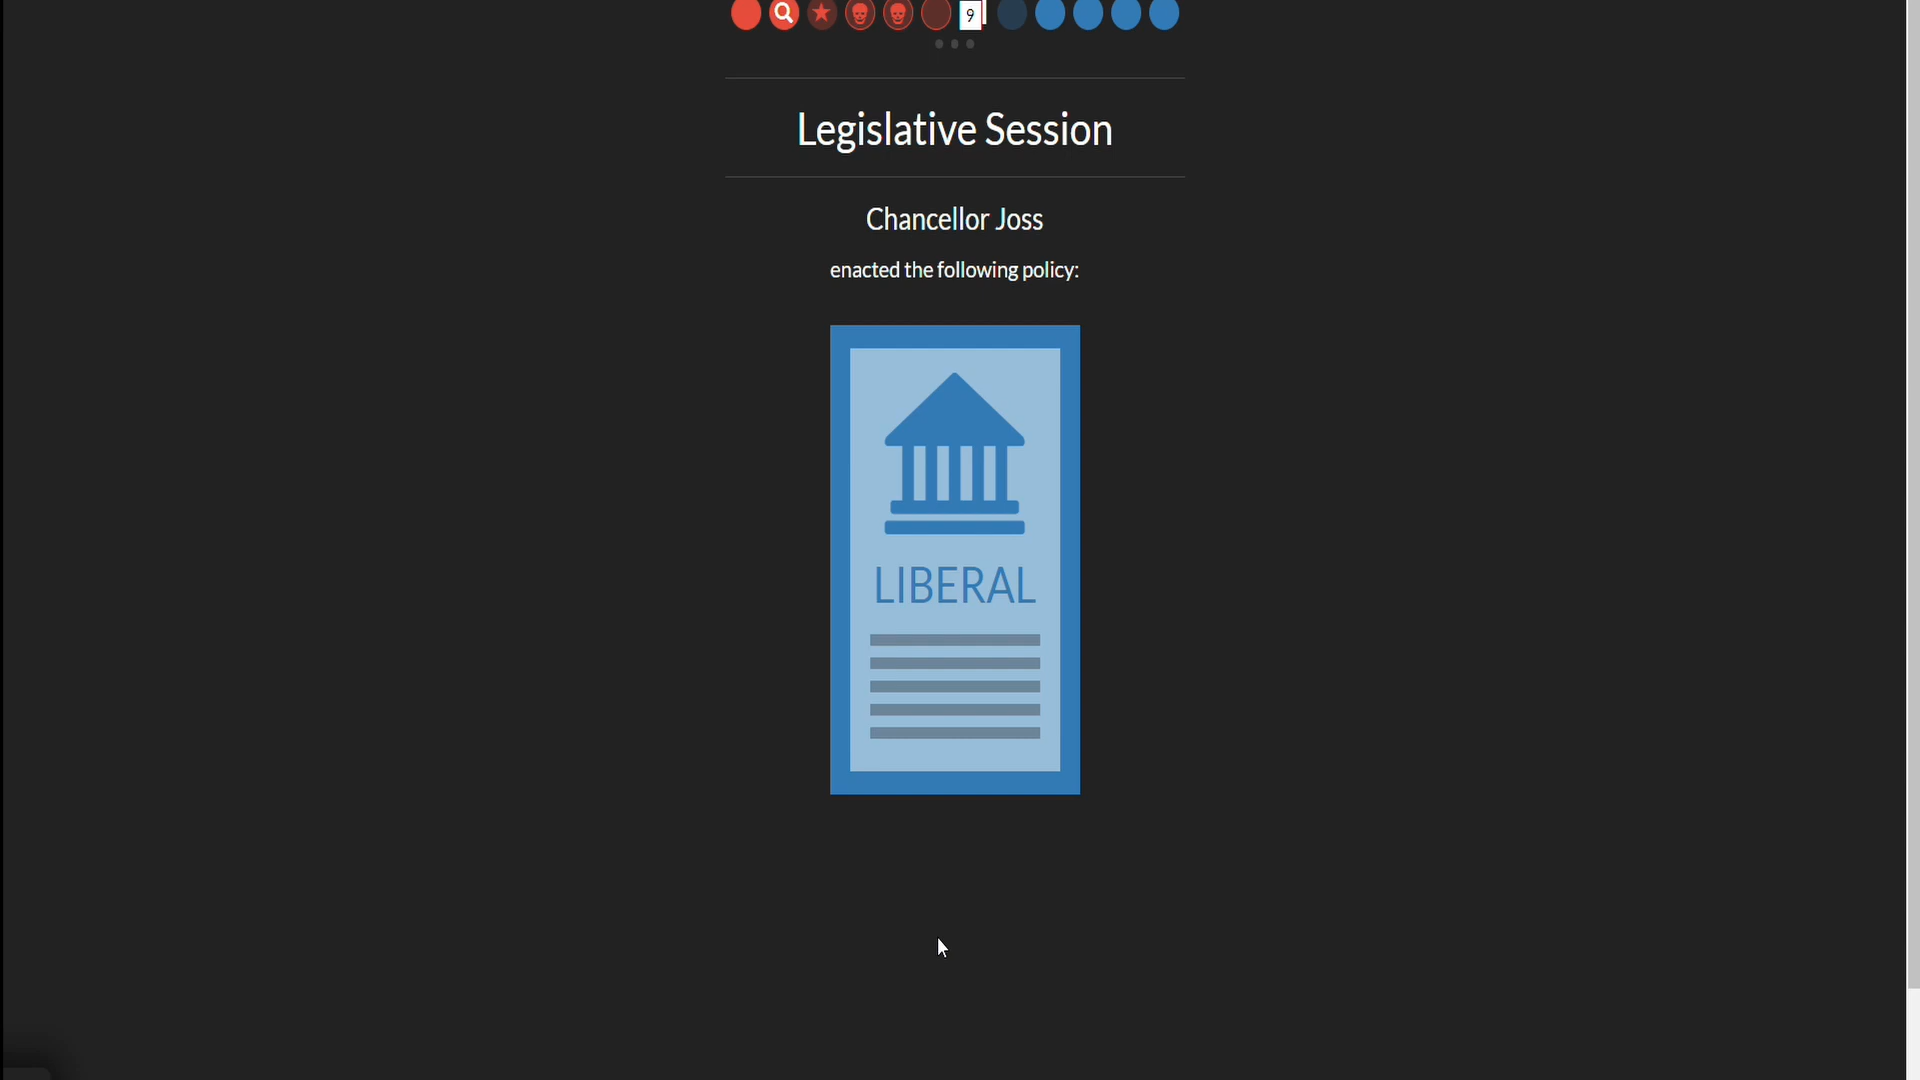 9
Legislative Session
Chancellor Joss
enacted the following policy:
LIBERAL